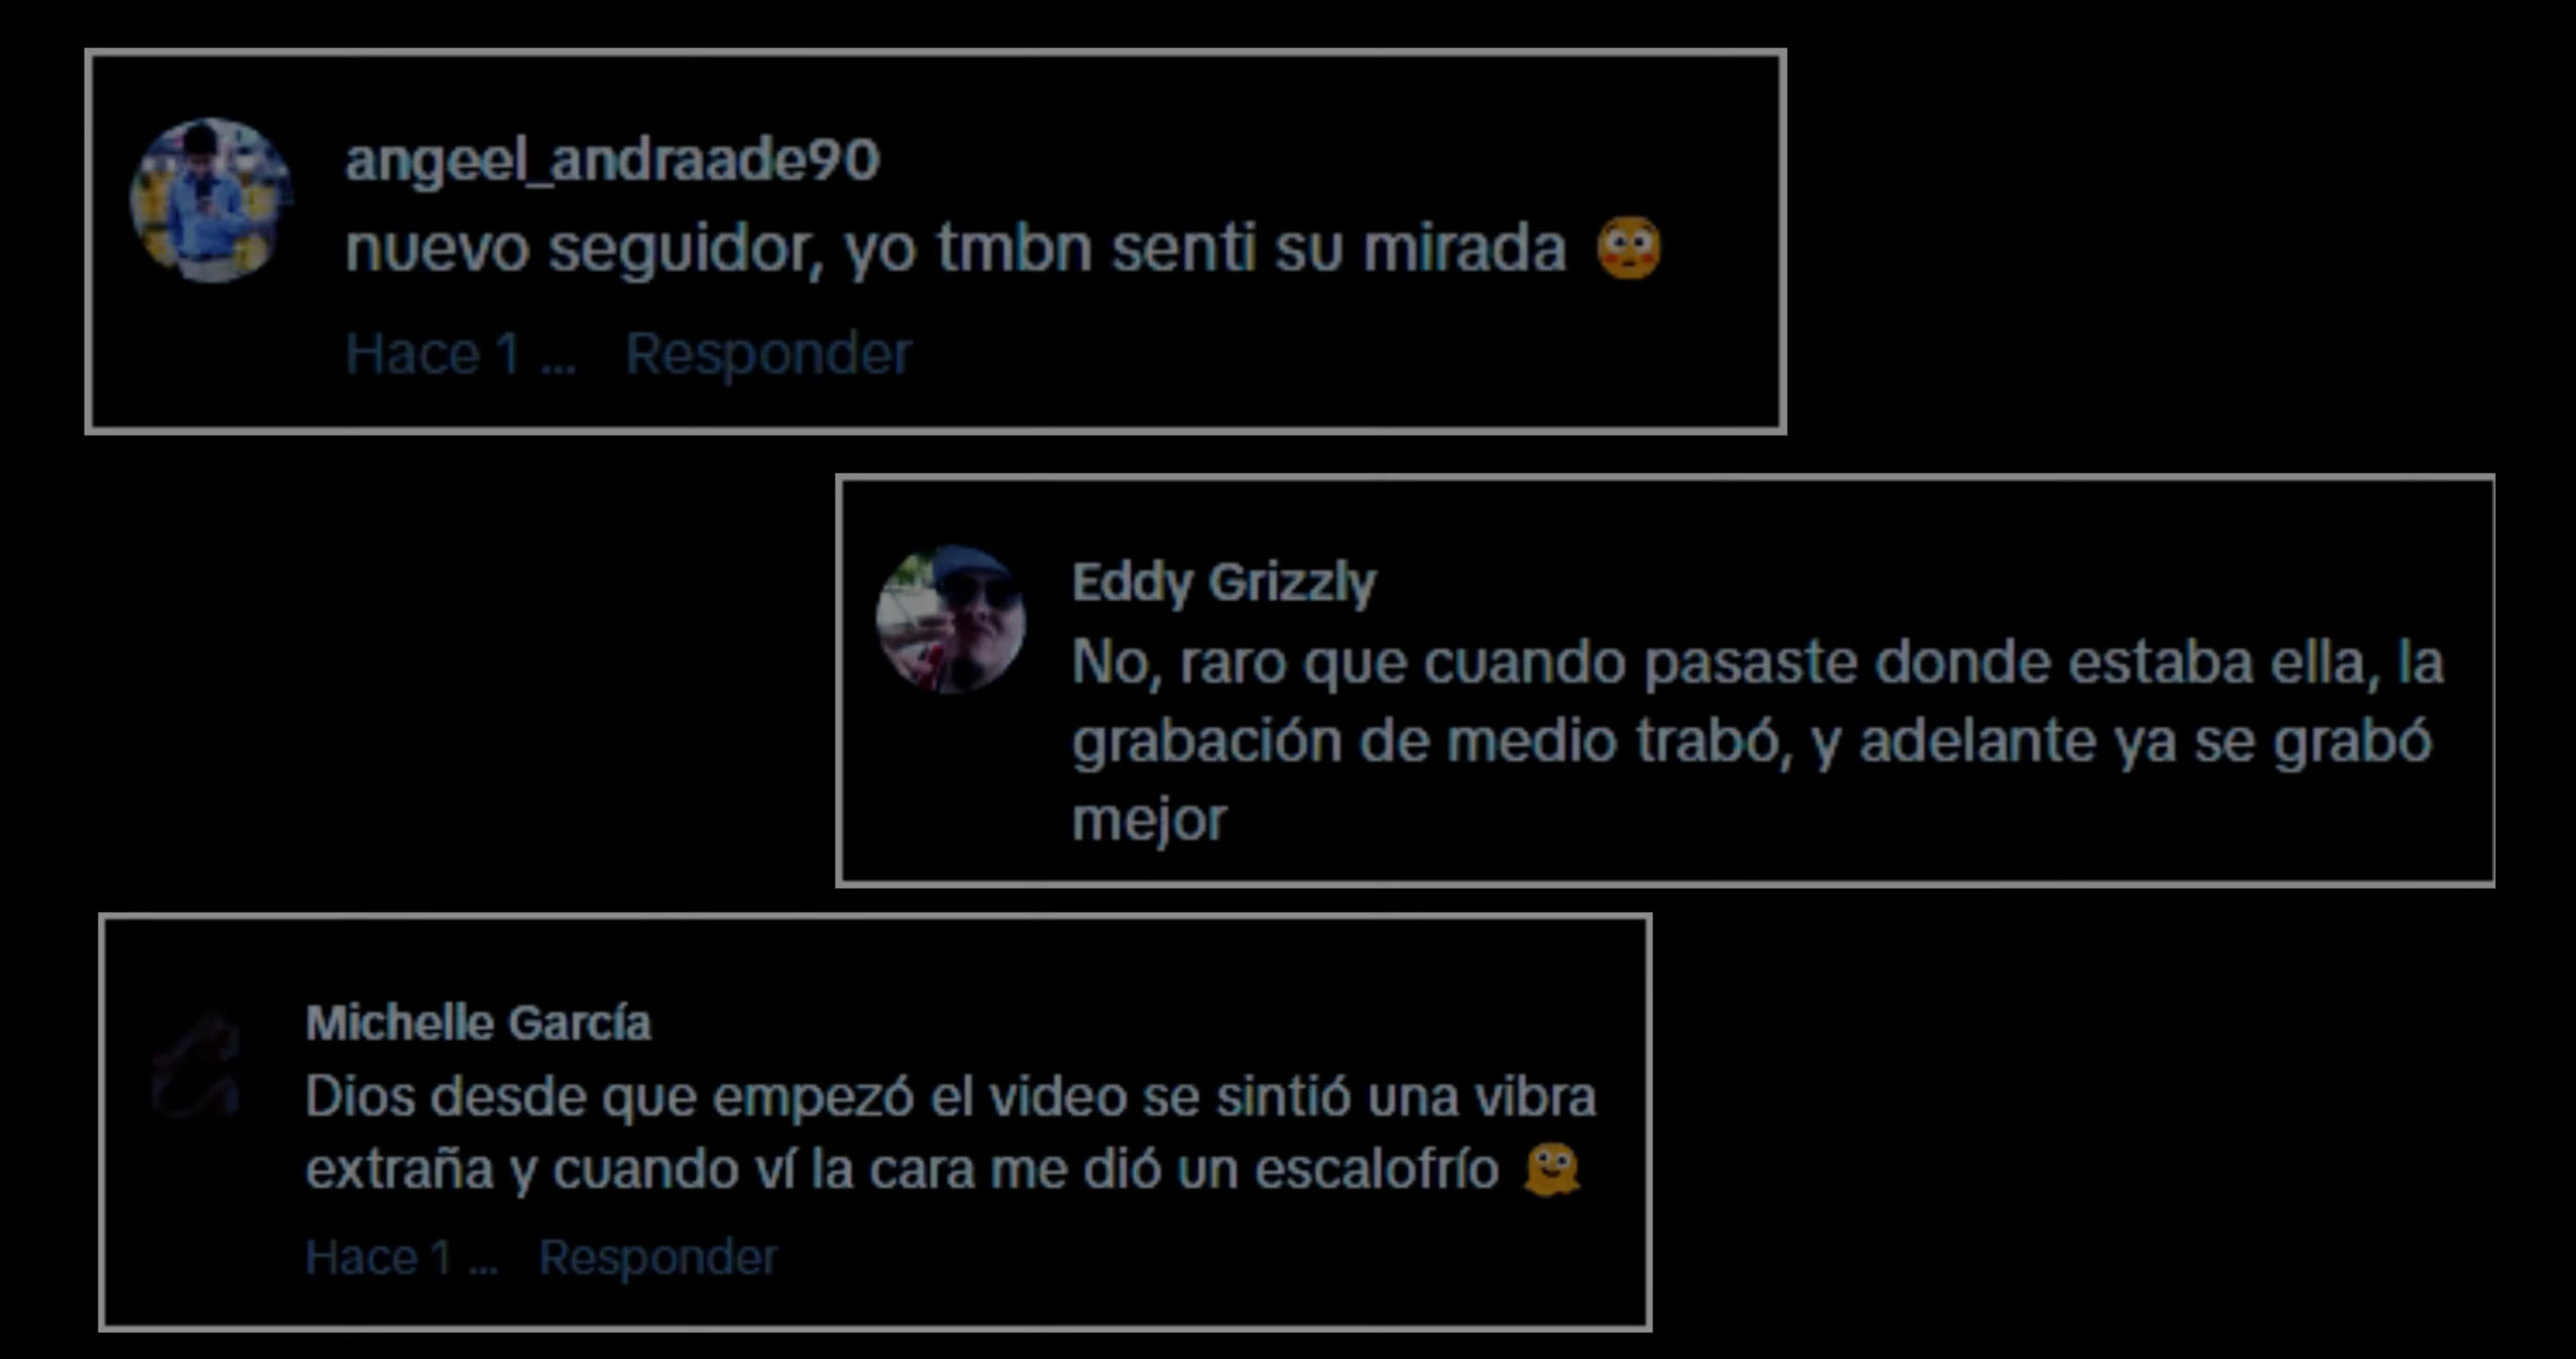 angeel_andraade90
nuevo seguidor, yo tmbn senti su mirada 😳
Hace 1 ... Responder
Eddy Grizzly
No, raro que cuando pasaste donde estaba ella, la
grabación de medio trabó, y adelante ya se grabó
mejor
Michelle García
Dios desde que empezó el video se sintió una vibra
extraña y cuando ví la cara me dió un escalofrío 🫠
Hace 1 ... Responder